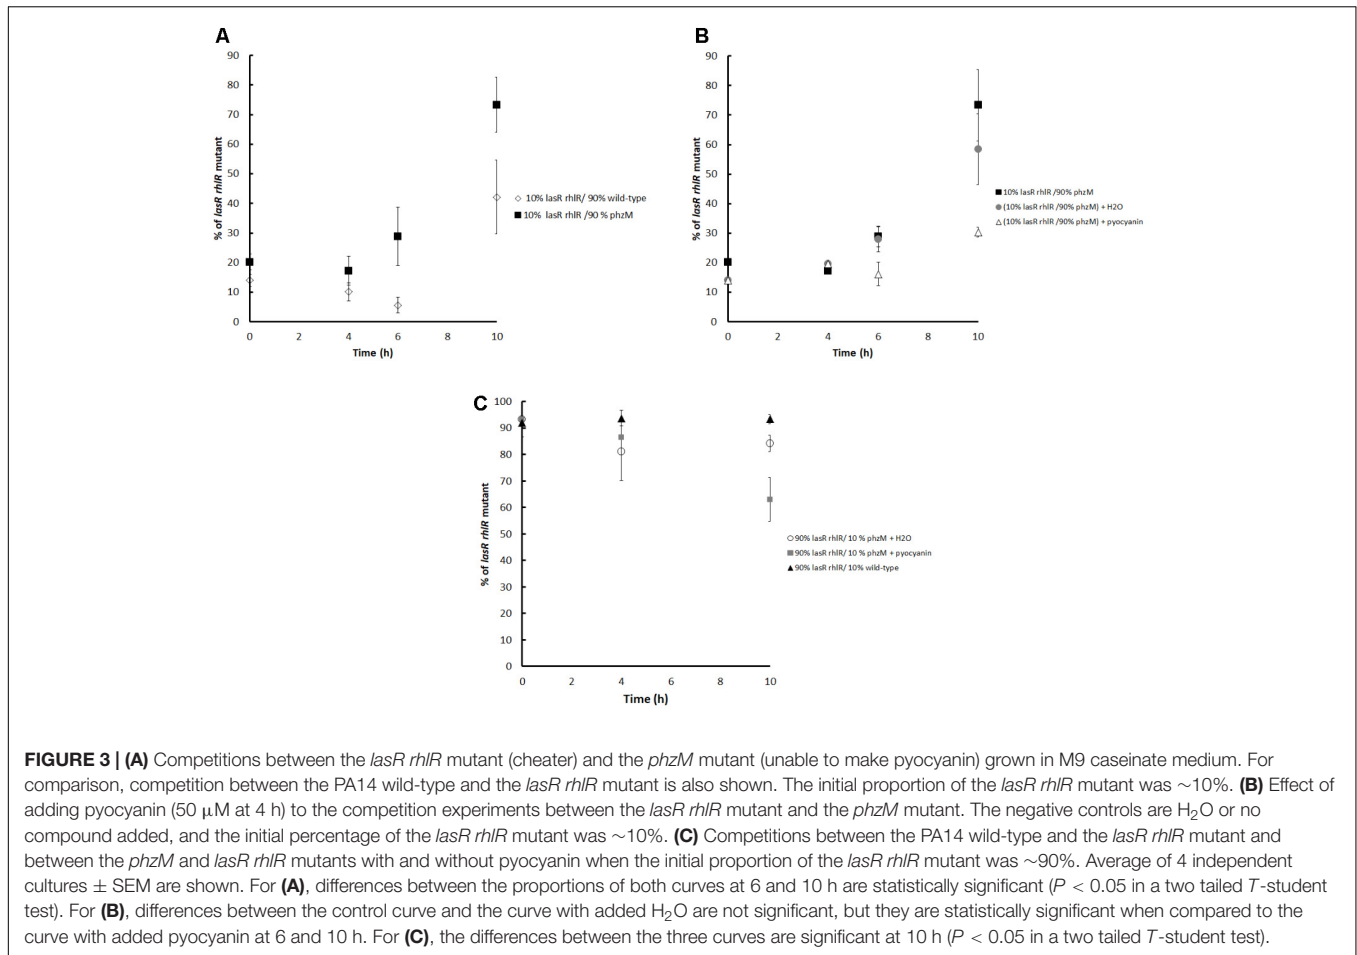 A
90
80
70
60
50
40
30
20
10
0
% of lasR rhlR mutant
0 2 4 6 8 10
Time (h)
10% lasR rhlR/ 90% wild-type
10% lasR rhlR /90 % phzM
B
90
80
70
60
50
40
30
20
10
0
% of lasR rhlR mutant
0 2 4 6 8 10
Time (h)
10% lasR rhlR /90% phzM
(10% lasR rhlR /90% phzM) + H2O
(10% lasR rhlR /90% phzM) + pyocyanin
C
100
90
80
70
60
50
40
30
20
10
0
% of lasR rhlR mutant
0 2 4 6 8 10
Time (h)
90% lasR rhlR/ 10 % phzM + H2O
90% lasR rhlR/ 10 % phzM + pyocyanin
90% lasR rhlR/ 10% wild-type
FIGURE 3 | (A) Competitions between the lasR rhlR mutant (cheater) and the phzM mutant (unable to make pyocyanin) grown in M9 caseinate medium. For
comparison, competition between the PA14 wild-type and the lasR rhlR mutant is also shown. The initial proportion of the lasR rhlR mutant was ~10%. (B) Effect of
adding pyocyanin (50 μM at 4 h) to the competition experiments between the lasR rhlR mutant and the phzM mutant. The negative controls are H₂O or no
compound added, and the initial percentage of the lasR rhlR mutant was ~10%. (C) Competitions between the PA14 wild-type and the lasR rhlR mutant and
between the phzM and lasR rhlR mutants with and without pyocyanin when the initial proportion of the lasR rhlR mutant was ~90%. Average of 4 independent
cultures ± SEM are shown. For (A), differences between the proportions of both curves at 6 and 10 h are statistically significant (P < 0.05 in a two tailed T-student
test). For (B), differences between the control curve and the curve with added H₂O are not significant, but they are statistically significant when compared to the
curve with added pyocyanin at 6 and 10 h. For (C), the differences between the three curves are significant at 10 h (P < 0.05 in a two tailed T-student test).